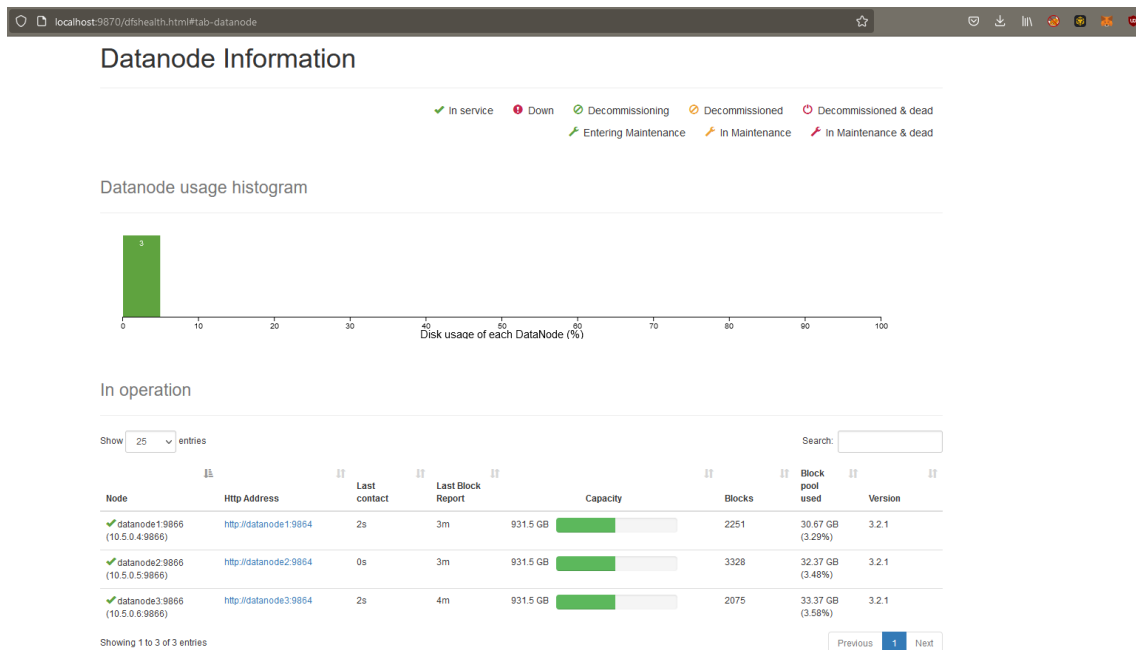 localhost:9870/dfshealth.html#tab-datanode
Datanode Information
In service Down Decommissioning Decommissioned Decommissioned & dead
Entering Maintenance In Maintenance In Maintenance & dead
Datanode usage histogram
3
0 10 20 30 40 50 60 70 80 90 100
Disk usage of each DataNode (%)
In operation
Show 25 entries Search:
Node Http Address Last contact Last Block Report Capacity Blocks Block pool used Version
datanode1:9866 http://datanode1:9864 2s 3m 931.5 GB 2251 30.67 GB 3.2.1
(10.5.0.4:9866) (3.29%)
datanode2:9866 http://datanode2:9864 0s 3m 931.5 GB 3328 32.37 GB 3.2.1
(10.5.0.5:9866) (3.48%)
datanode3:9866 http://datanode3:9864 2s 4m 931.5 GB 2075 33.37 GB 3.2.1
(10.5.0.6:9866) (3.58%)
Showing 1 to 3 of 3 entries Previous 1 Next